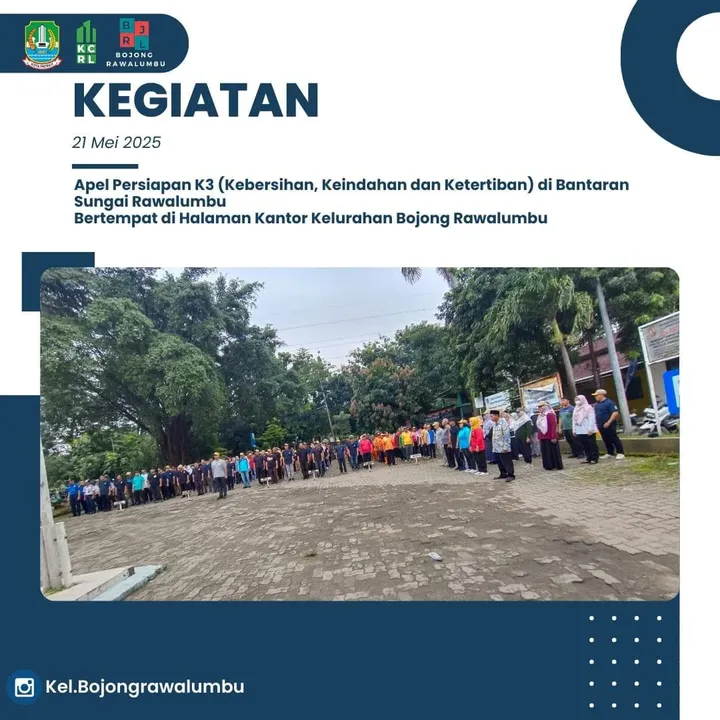 KCRL
BJRL
BOJONG
RAWALUMBU
KEGIATAN
21 Mei 2025
Apel Persiapan K3 (Kebersihan, Keindahan dan Ketertiban) di Bantaran
Sungai Rawalumbu
Bertempat di Halaman Kantor Kelurahan Bojong Rawalumbu
Kel.Bojongrawalumbu